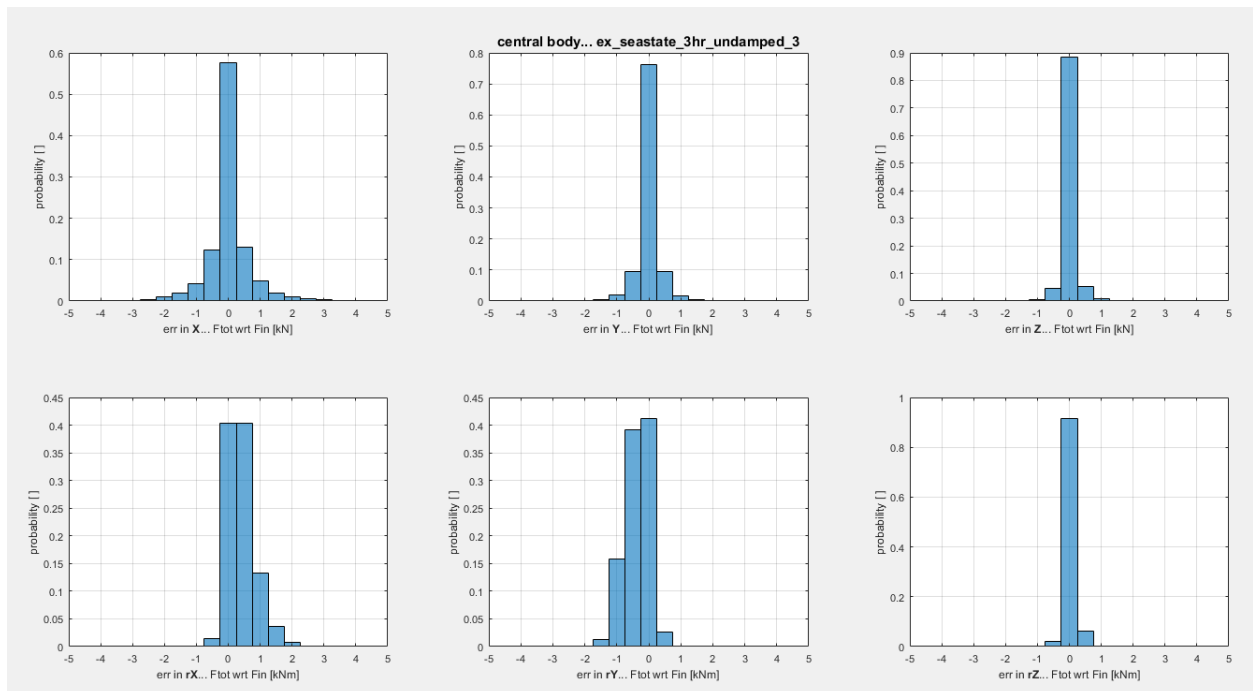 central body... ex_seastate_3hr_undamped_3
0.6
0.5
0.4
0.3
0.2
0.1
0
probability [ ]
-5 -4 -3 -2 -1 0 1 2 3 4 5
err in X... Ftot wrt Fin [kN]
0.8
0.7
0.6
0.5
0.4
0.3
0.2
0.1
0
probability [ ]
-5 -4 -3 -2 -1 0 1 2 3 4 5
err in Y... Ftot wrt Fin [kN]
0.9
0.8
0.7
0.6
0.5
0.4
0.3
0.2
0.1
0
probability [ ]
-5 -4 -3 -2 -1 0 1 2 3 4 5
err in Z... Ftot wrt Fin [kN]
0.45
0.4
0.35
0.3
0.25
0.2
0.15
0.1
0.05
0
probability [ ]
-5 -4 -3 -2 -1 0 1 2 3 4 5
err in rX... Ftot wrt Fin [kNm]
0.45
0.4
0.35
0.3
0.25
0.2
0.15
0.1
0.05
0
probability [ ]
-5 -4 -3 -2 -1 0 1 2 3 4 5
err in rY... Ftot wrt Fin [kNm]
1
0.8
0.6
0.4
0.2
0
probability [ ]
-5 -4 -3 -2 -1 0 1 2 3 4 5
err in rZ... Ftot wrt Fin [kNm]